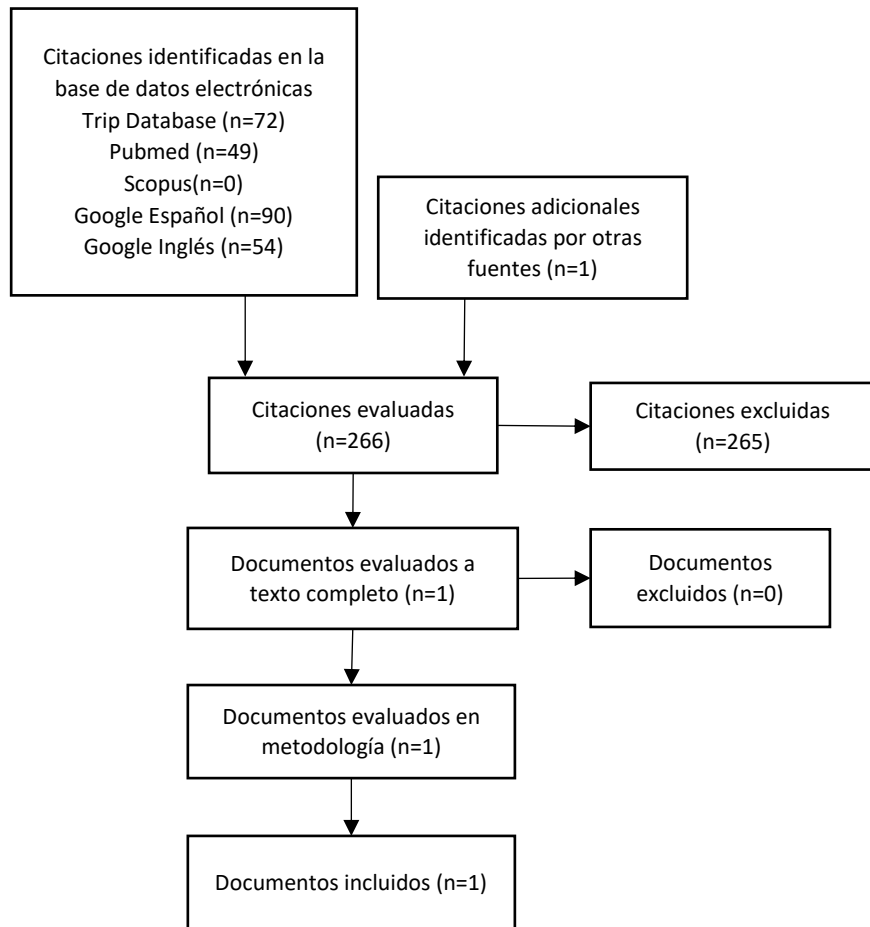 Citaciones identificadas en la
base de datos electrónicas
Trip Database (n=72)
Pubmed (n=49)
Scopus(n=0)
Google Español (n=90)
Google Inglés (n=54)
Citaciones adicionales
identificadas por otras
fuentes (n=1)
Citaciones evaluadas
(n=266)
Citaciones excluidas
(n=265)
Documentos evaluados a
texto completo (n=1)
Documentos
excluidos (n=0)
Documentos evaluados en
metodología (n=1)
Documentos incluidos (n=1)